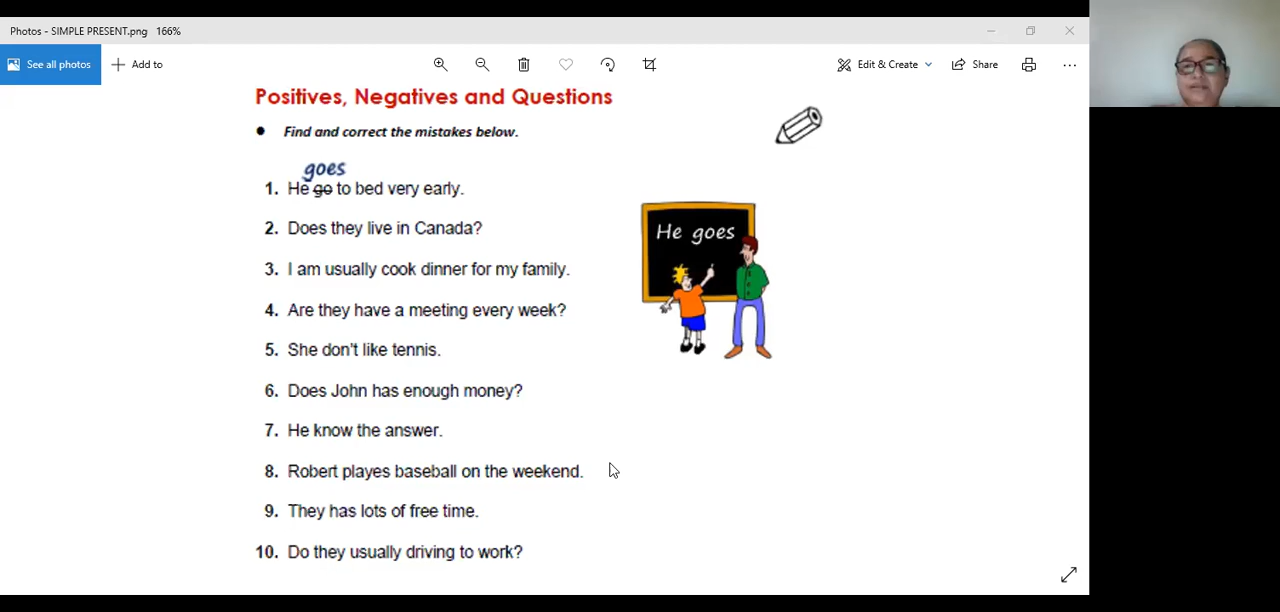 Photos - SIMPLE PRESENT.png 166%
See all photos
Add to
Edit & Create
Share
Positives, Negatives and Questions
Find and correct the mistakes below.
goes
1. He go to bed very early.
2. Does they live in Canada?
He goes
3. I am usually cook dinner for my family.
4. Are they have a meeting every week?
5. She don't like tennis.
6. Does John has enough money?
7. He know the answer.
8. Robert playes baseball on the weekend.
9. They has lots of free time.
10. Do they usually driving to work?